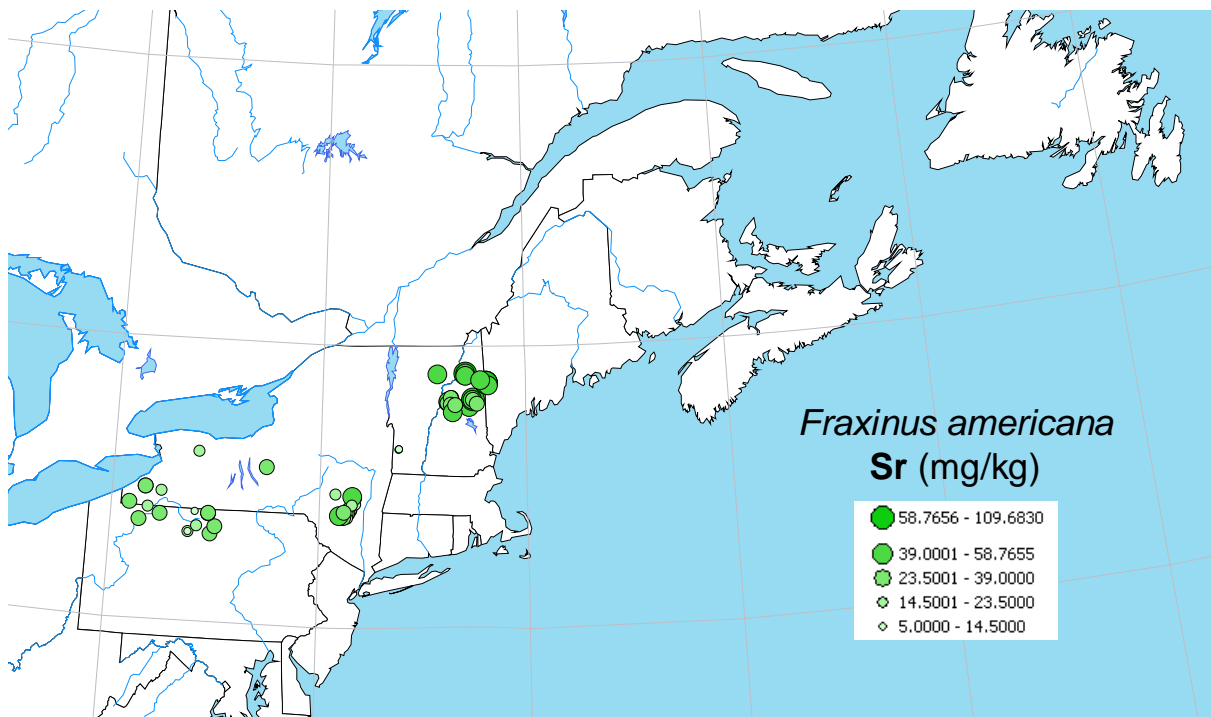 Fraxinus americana
Sr (mg/kg)
58.7656 - 109.6830
39.0001 - 58.7655
23.5001 - 39.0000
14.5001 - 23.5000
5.0000 - 14.5000